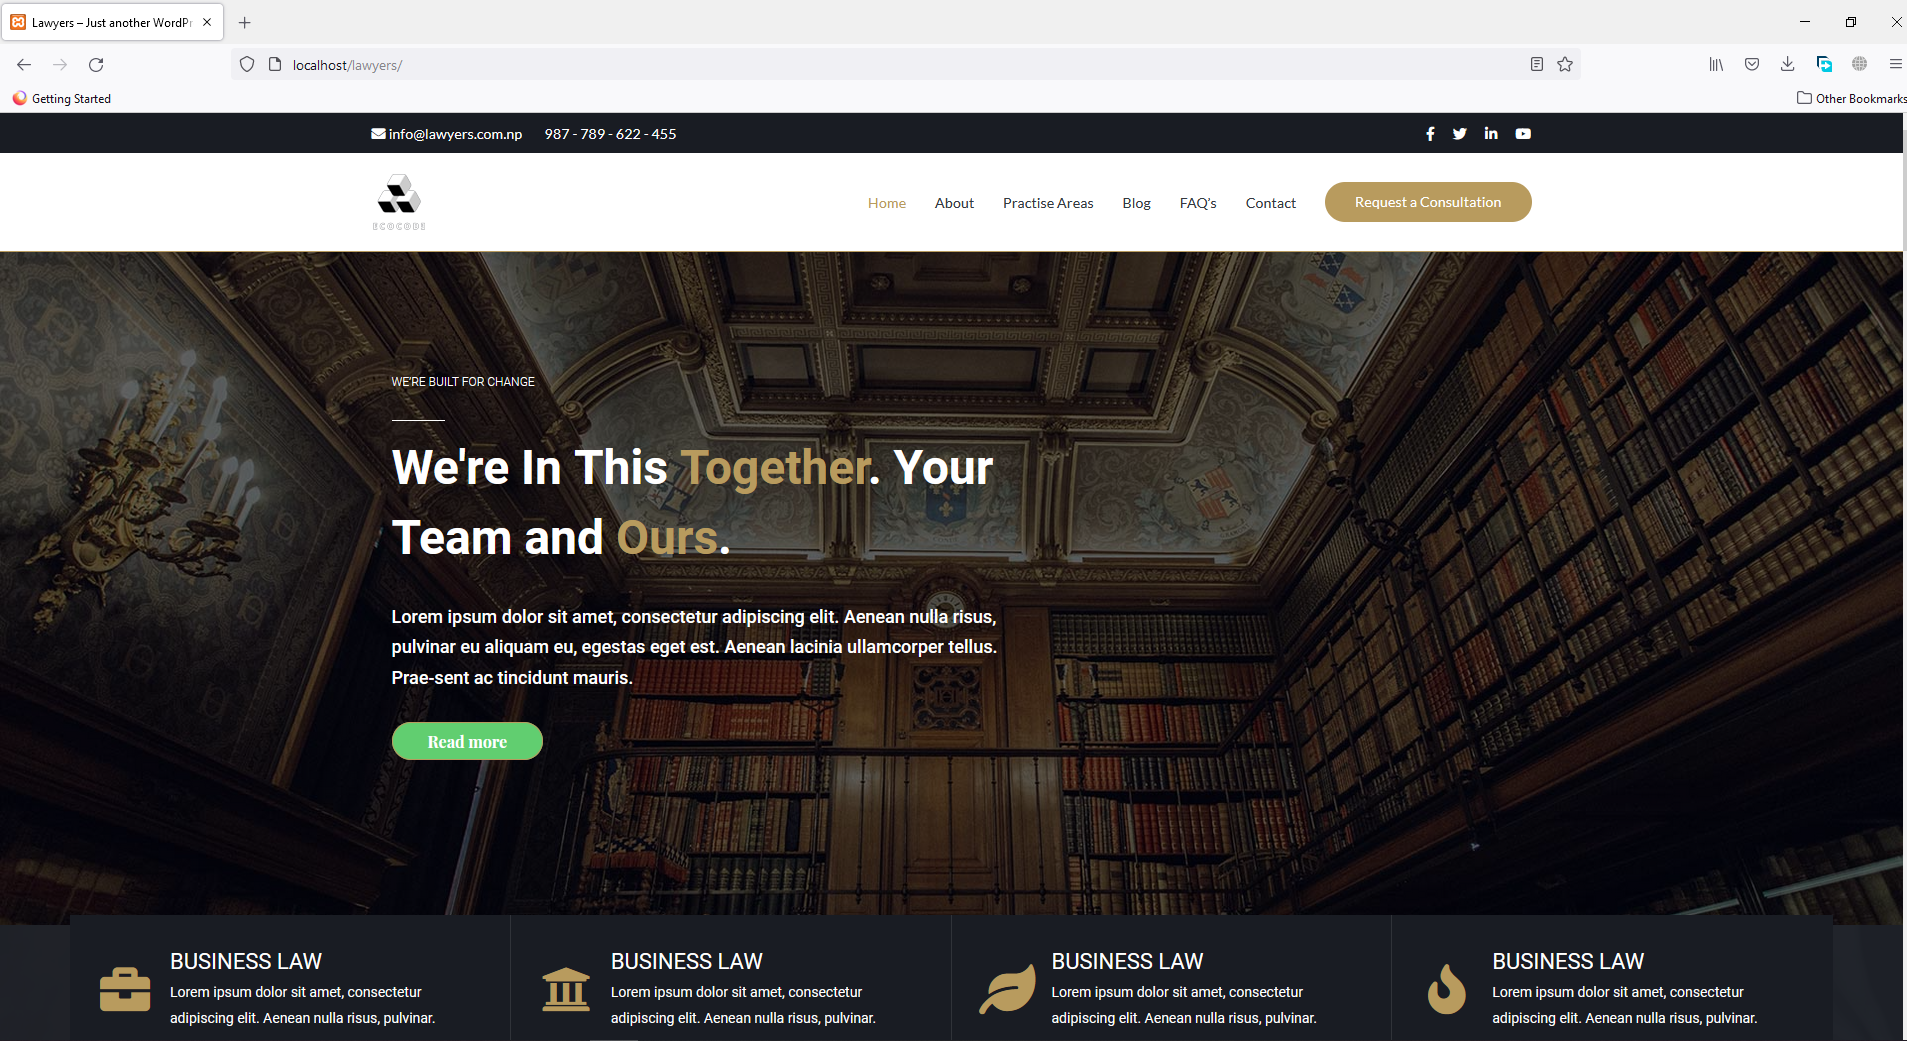 Lawyers – Just another WordPr
localhost/lawyers/
Getting Started
Other Bookmarks
info@lawyers.com.np 987 - 789 - 622 - 455
ECOCODE
Home About Practise Areas Blog FAQ's Contact Request a Consultation
WE'RE BUILT FOR CHANGE
We're In This Together. Your
Team and Ours.
Lorem ipsum dolor sit amet, consectetur adipiscing elit. Aenean nulla risus,
pulvinar eu aliquam eu, egestas eget est. Aenean lacinia ullamcorper tellus.
Prae-sent ac tincidunt mauris.
Read more
BUSINESS LAW
Lorem ipsum dolor sit amet, consectetur
adipiscing elit. Aenean nulla risus, pulvinar.
BUSINESS LAW
Lorem ipsum dolor sit amet, consectetur
adipiscing elit. Aenean nulla risus, pulvinar.
BUSINESS LAW
Lorem ipsum dolor sit amet, consectetur
adipiscing elit. Aenean nulla risus, pulvinar.
BUSINESS LAW
Lorem ipsum dolor sit amet, consectetur
adipiscing elit. Aenean nulla risus, pulvinar.